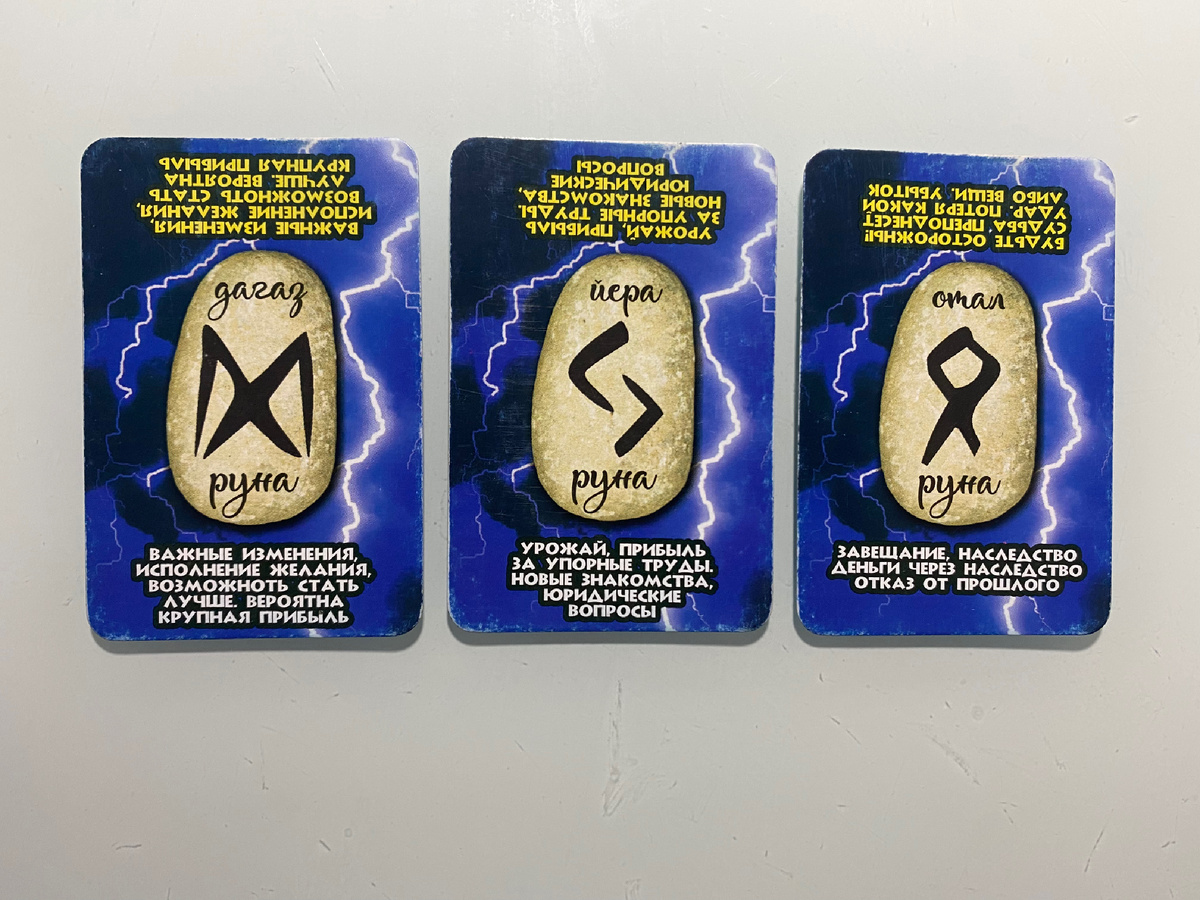 ВАЖНЫЕ ИЗМЕНЕНИЯ,
ИСПОЛНЕНИЕ ЖЕЛАНИЯ,
ВОЗМОЖНОТЬ СТАТЬ
ЛУЧШЕ. ВЕРОЯТНА
КРУПНАЯ ПРИБЫЛЬ
дагаз
руна
ВАЖНЫЕ ИЗМЕНЕНИЯ,
ИСПОЛНЕНИЕ ЖЕЛАНИЯ,
ВОЗМОЖНОТЬ СТАТЬ
ЛУЧШЕ. ВЕРОЯТНА
КРУПНАЯ ПРИБЫЛЬ
УРОЖАЙ, ПРИБЫЛЬ
ЗА УПОРНЫЕ ТРУДЫ.
НОВЫЕ ЗНАКОМСТВА,
ЮРИДИЧЕСКИЕ
ВОПРОСЫ
йера
руна
УРОЖАЙ, ПРИБЫЛЬ
ЗА УПОРНЫЕ ТРУДЫ.
НОВЫЕ ЗНАКОМСТВА,
ЮРИДИЧЕСКИЕ
ВОПРОСЫ
БУДЬТЕ ОСТОРОЖНЫ!
СУДЬБА ПРЕПОДНЕСЕТ
УДАР. ПОТЕРЯ КАКОЙ
ЛИБО ВЕЩИ. УБЫТОК
отал
руна
ЗАВЕЩАНИЕ, НАСЛЕДСТВО
ДЕНЬГИ ЧЕРЕЗ НАСЛЕДСТВО
ОТКАЗ ОТ ПРОШЛОГО